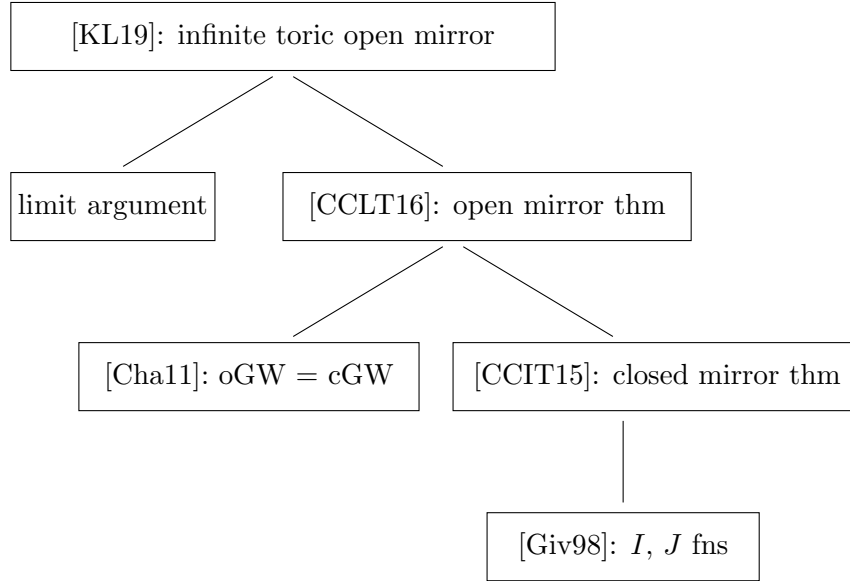 [KL19]: infinite toric open mirror
limit argument
[CCLT16]: open mirror thm
[Cha11]: oGW = cGW
[CCIT15]: closed mirror thm
[Giv98]: I, J fns